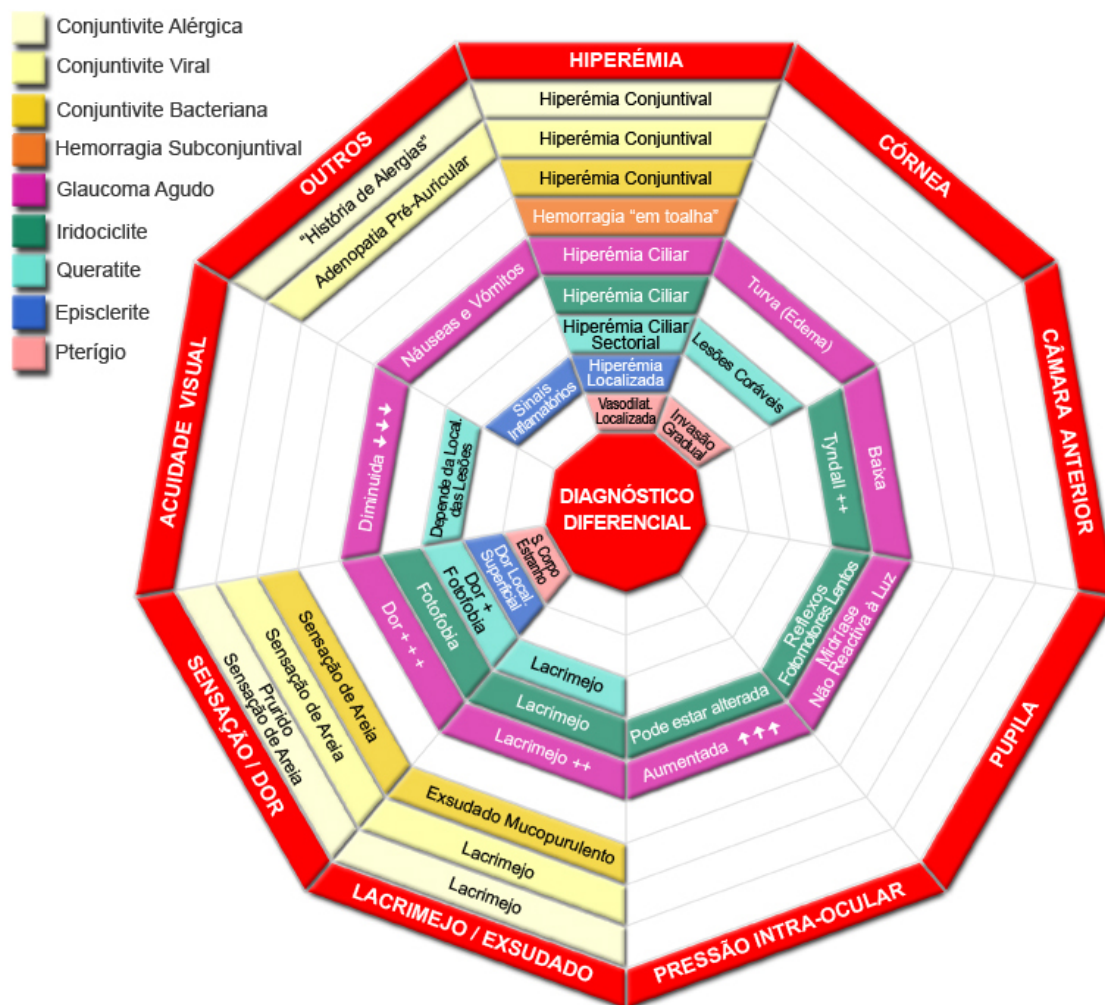 Conjuntivite Alérgica
Conjuntivite Viral
Conjuntivite Bacteriana
Hemorragia Subconjuntival
Glaucoma Agudo
Iridociclite
Queratite
Episclerite
Pterígio
HIPERÉMIA
Hiperémia Conjuntival
Hiperémia Conjuntival
Hiperémia Conjuntival
Hemorragia "em toalha"
Hiperémia Ciliar
Hiperémia Ciliar
Hiperémia Ciliar
Sectorial
Hiperémia
Localizada
Vasodilat.
Localizada
CÓRNEA
Turva (Edema)
Lesões Coráveis
Invasão
Gradual
CÂMARA ANTERIOR
Baixa
Tyndall ++
PUPILA
Midríase
Não Reactiva à Luz
Reflexos
Fotomotores Lentos
PRESSÃO INTRA-OCULAR
Aumentada ↑↑↑
Pode estar alterada
LACRIMEJO / EXSUDADO
Lacrimejo
Lacrimejo
Exsudado Mucopurulento
Lacrimejo ++
Lacrimejo
Lacrimejo
SENSAÇÃO / DOR
Prurido
Sensação de Areia
Sensação de Areia
Sensação de Areia
Dor + + +
Fotofobia
Dor +
Fotofobia
Dor Local.
Superficial
S. Corpo
Estranho
ACUIDADE VISUAL
Diminuida ↑↑↑
Depende da Local.
das Lesões
OUTROS
"História de Alergias"
Adenopatia Pré-Auricular
Náuseas e Vómitos
Sinais
Inflamatórios
DIAGNÓSTICO
DIFERENCIAL